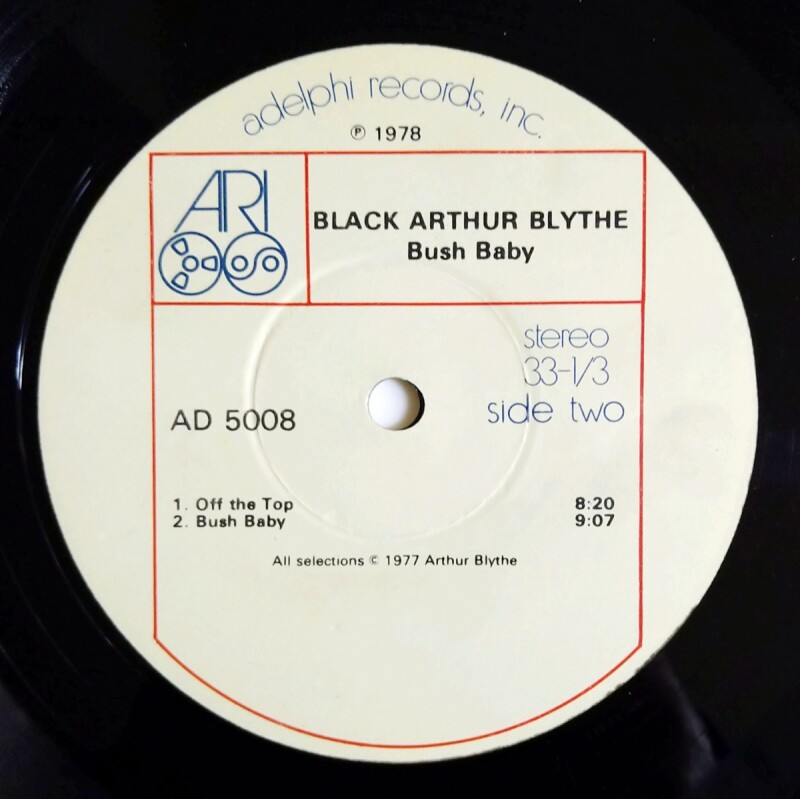 adelphi records, inc.
℗ 1978
ARI
BLACK ARTHUR BLYTHE
Bush Baby
stereo
33-1/3
side two
AD 5008
1. Off the Top 8:20
2. Bush Baby 9:07
All selections © 1977 Arthur Blythe